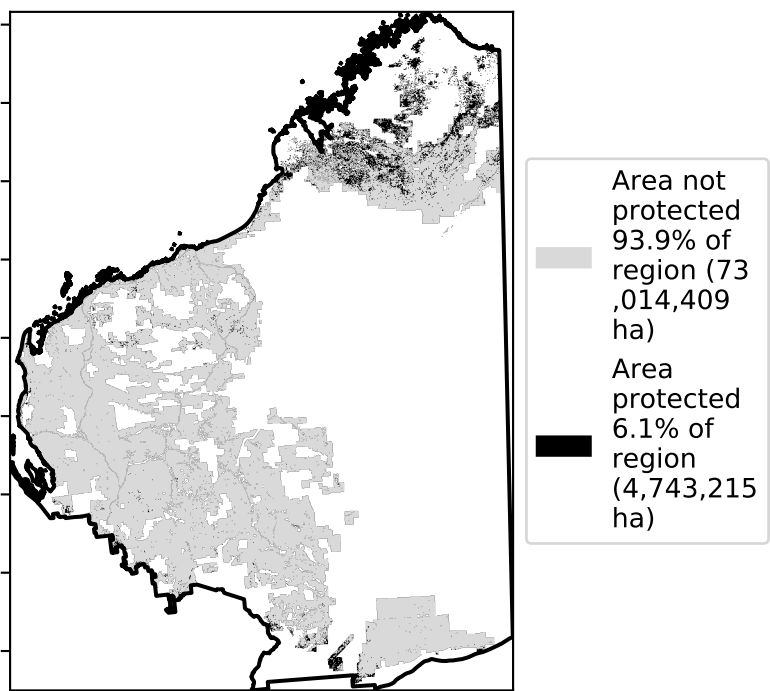 Area not
protected
93.9% of
region (73
,014,409
ha)
Area
protected
6.1% of
region
(4,743,215
ha)